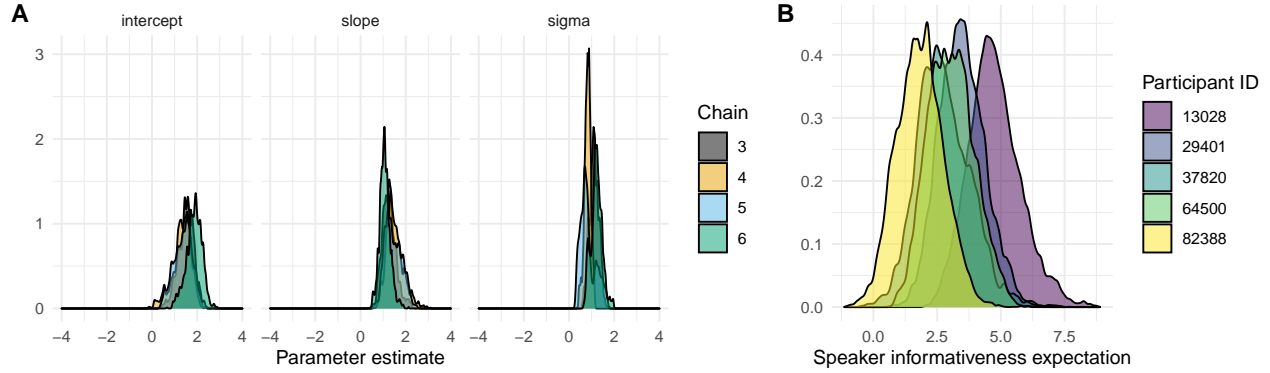 A
intercept
slope
sigma
3
2
1
0
−4 −2 0 2 4
−4 −2 0 2 4
−4 −2 0 2 4
Parameter estimate
Chain
3
4
5
6
B
0.4
0.3
0.2
0.1
0.0
0.0 2.5 5.0 7.5
Speaker informativeness expectation
Participant ID
13028
29401
37820
64500
82388